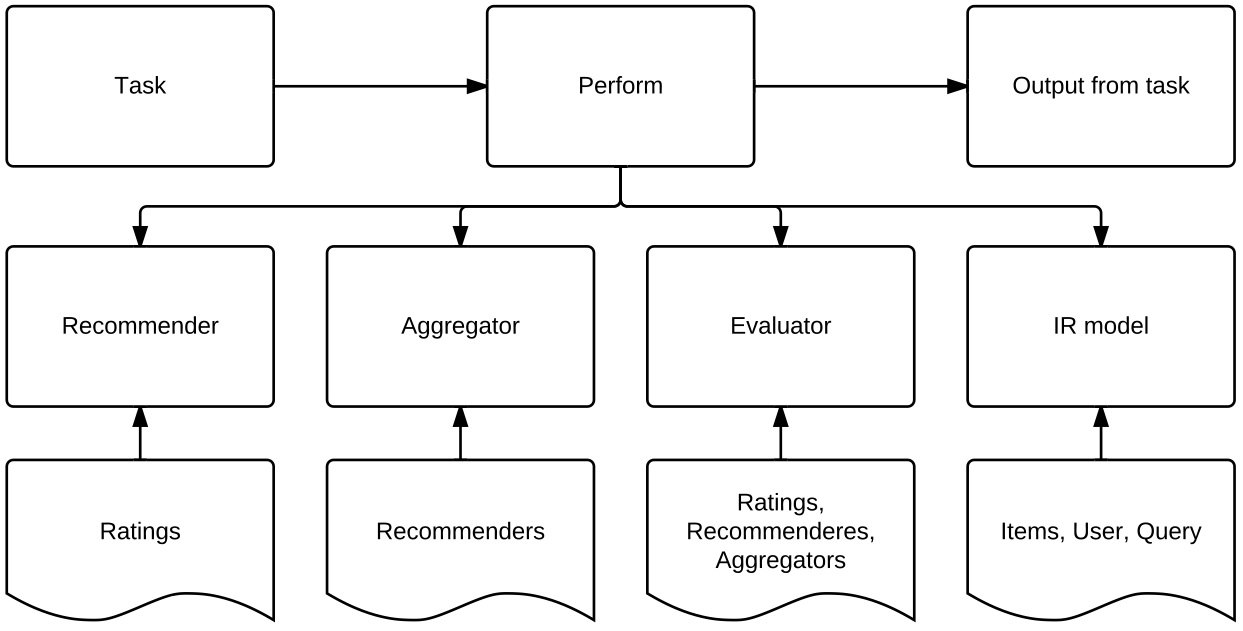 Task
Perform
Output from task
Recommender
Aggregator
Evaluator
IR model
Ratings
Recommenders
Ratings,
Recommenderes,
Aggregators
Items, User, Query